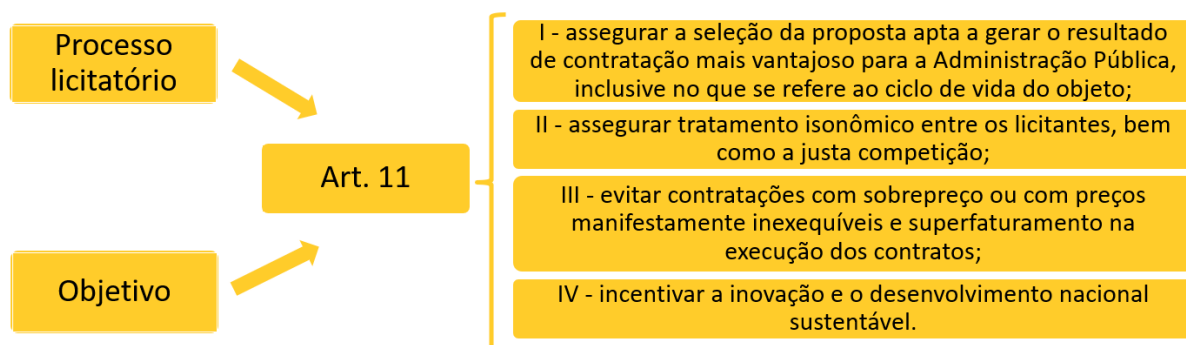 Processo
licitatório
Objetivo
Art. 11
I - assegurar a seleção da proposta apta a gerar o resultado
de contratação mais vantajoso para a Administração Pública,
inclusive no que se refere ao ciclo de vida do objeto;
II - assegurar tratamento isonômico entre os licitantes, bem
como a justa competição;
III - evitar contratações com sobrepreço ou com preços
manifestamente inexequíveis e superfaturamento na
execução dos contratos;
IV - incentivar a inovação e o desenvolvimento nacional
sustentável.